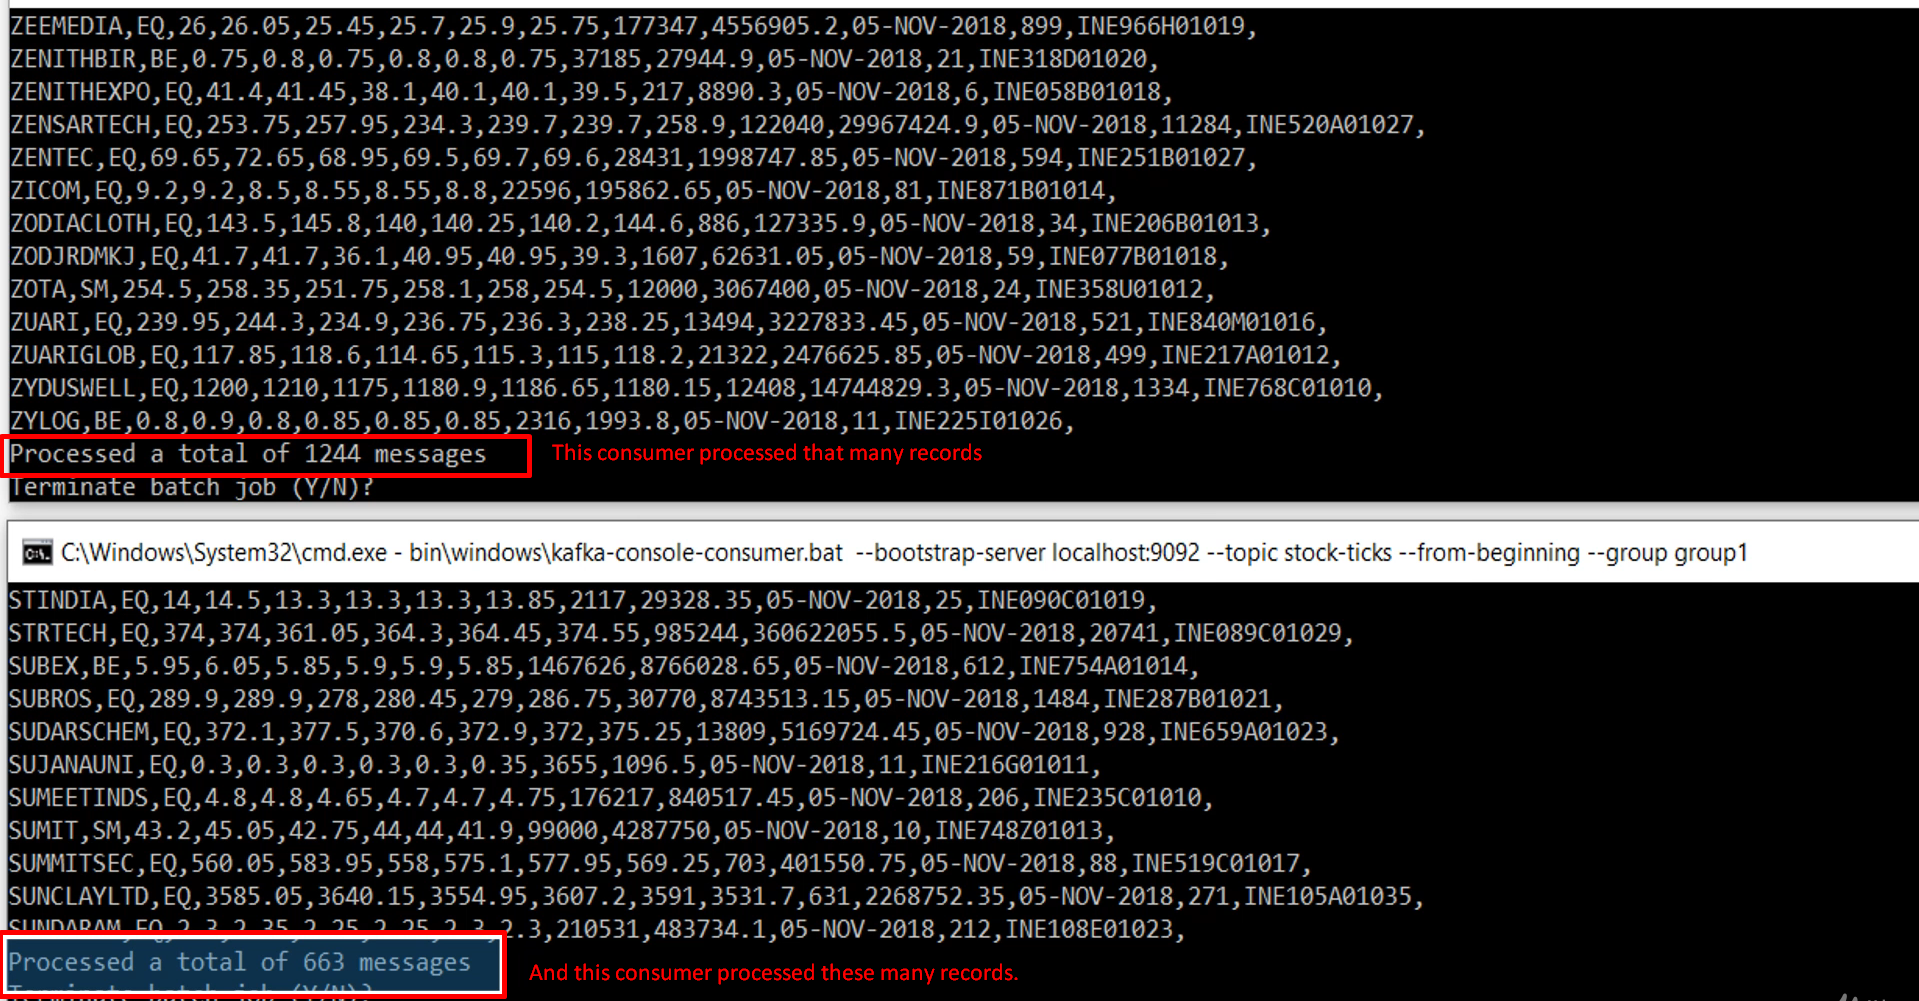 ZEEMEDIA,EQ,26,26.05,25.45,25.7,25.9,25.75,177347,4556905.2,05-NOV-2018,899,INE966H01019,
ZENITHBIR,BE,0.75,0.8,0.75,0.8,0.8,0.75,37185,27944.9,05-NOV-2018,21,INE318D01020,
ZENITHEXPO,EQ,41.4,41.45,38.1,40.1,40.1,39.5,217,8890.3,05-NOV-2018,6,INE058B01018,
ZENSARTECH,EQ,253.75,257.95,234.3,239.7,239.7,258.9,122040,29967424.9,05-NOV-2018,11284,INE520A01027,
ZENTEC,EQ,69.65,72.65,68.95,69.5,69.7,69.6,28431,1998747.85,05-NOV-2018,594,INE251B01027,
ZICOM,EQ,9.2,9.2,8.5,8.55,8.55,8.8,22596,195862.65,05-NOV-2018,81,INE871B01014,
ZODIACLOTH,EQ,143.5,145.8,140,140.25,140.2,144.6,886,127335.9,05-NOV-2018,34,INE206B01013,
ZODJRDMKJ,EQ,41.7,41.7,36.1,40.95,40.95,39.3,1607,62631.05,05-NOV-2018,59,INE077B01018,
ZOTA,SM,254.5,258.35,251.75,258.1,258,254.5,12000,3067400,05-NOV-2018,24,INE358U01012,
ZUARI,EQ,239.95,244.3,234.9,236.75,236.3,238.25,13494,3227833.45,05-NOV-2018,521,INE840M01016,
ZUARIGLOB,EQ,117.85,118.6,114.65,115.3,115,118.2,21322,2476625.85,05-NOV-2018,499,INE217A01012,
ZYDUSWELL,EQ,1200,1210,1175,1180.9,1186.65,1180.15,12408,14744829.3,05-NOV-2018,1334,INE768C01010,
ZYLOG,BE,0.8,0.9,0.8,0.85,0.85,0.85,2316,1993.8,05-NOV-2018,11,INE225I01026,
Processed a total of 1244 messages This consumer processed that many records
Terminate batch job (Y/N)?
C:\Windows\System32\cmd.exe - bin\windows\kafka-console-consumer.bat --bootstrap-server localhost:9092 --topic stock-ticks --from-beginning --group group1
STINDIA,EQ,14,14.5,13.3,13.3,13.3,13.85,2117,29328.35,05-NOV-2018,25,INE090C01019,
STRTECH,EQ,374,374,361.05,364.3,364.45,374.55,985244,360622055.5,05-NOV-2018,20741,INE089C01029,
SUBEX,BE,5.95,6.05,5.85,5.9,5.9,5.85,1467626,8766028.65,05-NOV-2018,612,INE754A01014,
SUBROS,EQ,289.9,289.9,278,280.45,279,286.75,30770,8743513.15,05-NOV-2018,1484,INE287B01021,
SUDARSCHEM,EQ,372.1,377.5,370.6,372.9,372,375.25,13809,5169724.45,05-NOV-2018,928,INE659A01023,
SUJANAUNI,EQ,0.3,0.3,0.3,0.3,0.3,0.35,3655,1096.5,05-NOV-2018,11,INE216G01011,
SUMEETINDS,EQ,4.8,4.8,4.65,4.7,4.7,4.75,176217,840517.45,05-NOV-2018,206,INE235C01010,
SUMIT,SM,43.2,45.05,42.75,44,44,41.9,99000,4287750,05-NOV-2018,10,INE748Z01013,
SUMMITSEC,EQ,560.05,583.95,558,575.1,577.95,569.25,703,401550.75,05-NOV-2018,88,INE519C01017,
SUNCLAYLTD,EQ,3585.05,3640.15,3554.95,3607.2,3591,3531.7,631,2268752.35,05-NOV-2018,271,INE105A01035,
SUNDARAM,EQ,2.3,2.35,2.25,2.25,2.3,2.3,210531,483734.1,05-NOV-2018,212,INE108E01023,
Processed a total of 663 messages And this consumer processed these many records.
Terminate batch job (Y/N)?